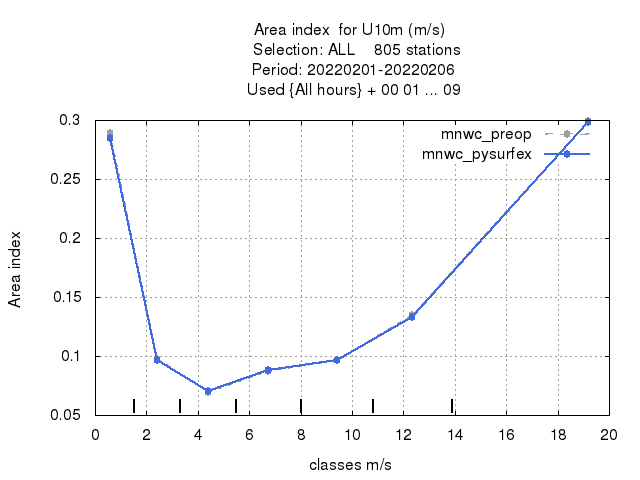 Area index  for U10m (m/s)
Selection: ALL    805 stations
Period: 20220201-20220206
Used {All hours} + 00 01 ... 09
mnwc_preop
mnwc_pysurfex
0.3
0.25
0.2
0.15
0.1
0.05
Area index
0 2 4 6 8 10 12 14 16 18 20
classes m/s